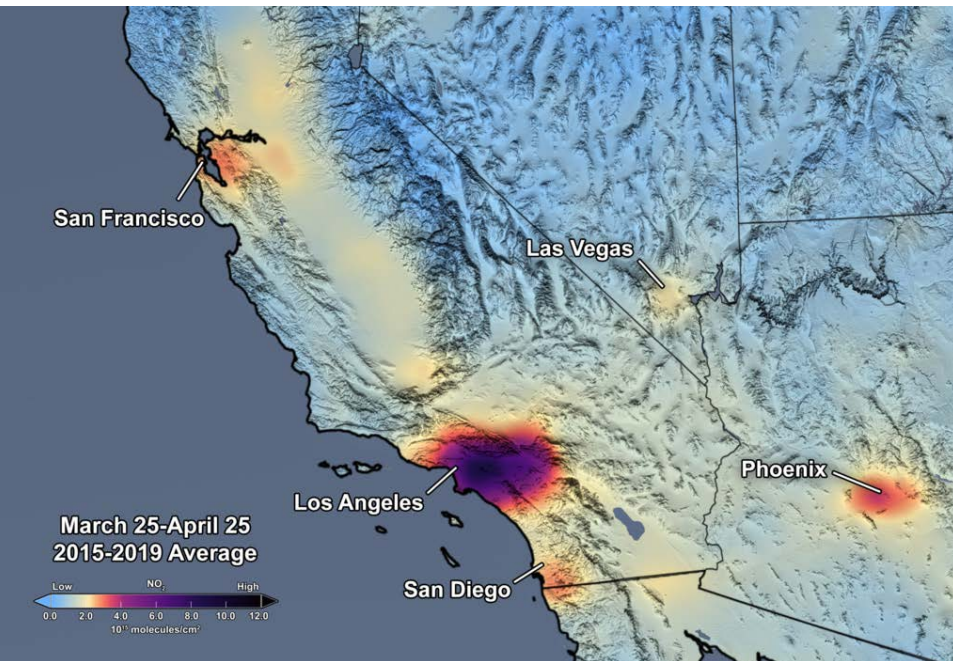 San Francisco
Las Vegas
Los Angeles
Phoenix
San Diego
March 25-April 25
2015-2019 Average
Low NO₂ High
0.0 2.0 4.0 6.0 8.0 10.0 12.0
10¹⁵ molecules/cm²